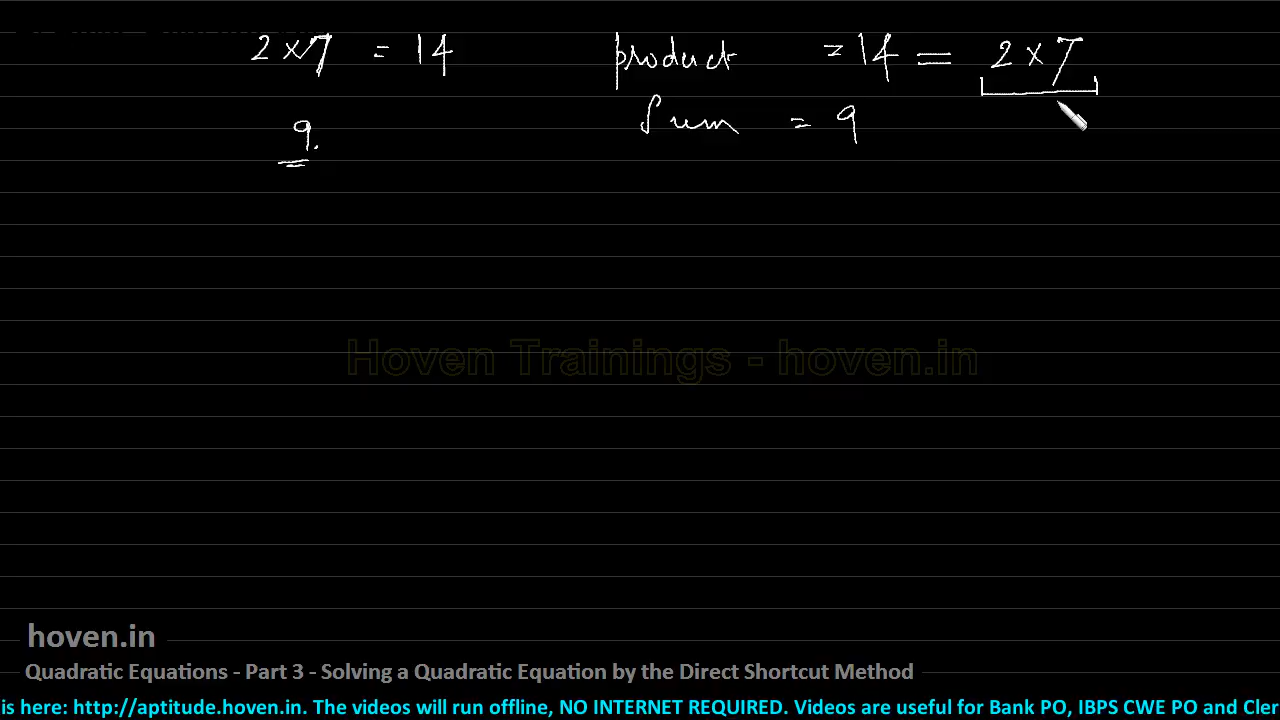 2 × 7 = 14 product = 14 = 2 × 7
9. Sum = 9
Hoven Trainings - hoven.in
hoven.in
Quadratic Equations - Part 3 - Solving a Quadratic Equation by the Direct Shortcut Method
is here: http://aptitude.hoven.in. The videos will run offline, NO INTERNET REQUIRED. Videos are useful for Bank PO, IBPS CWE PO and Cler